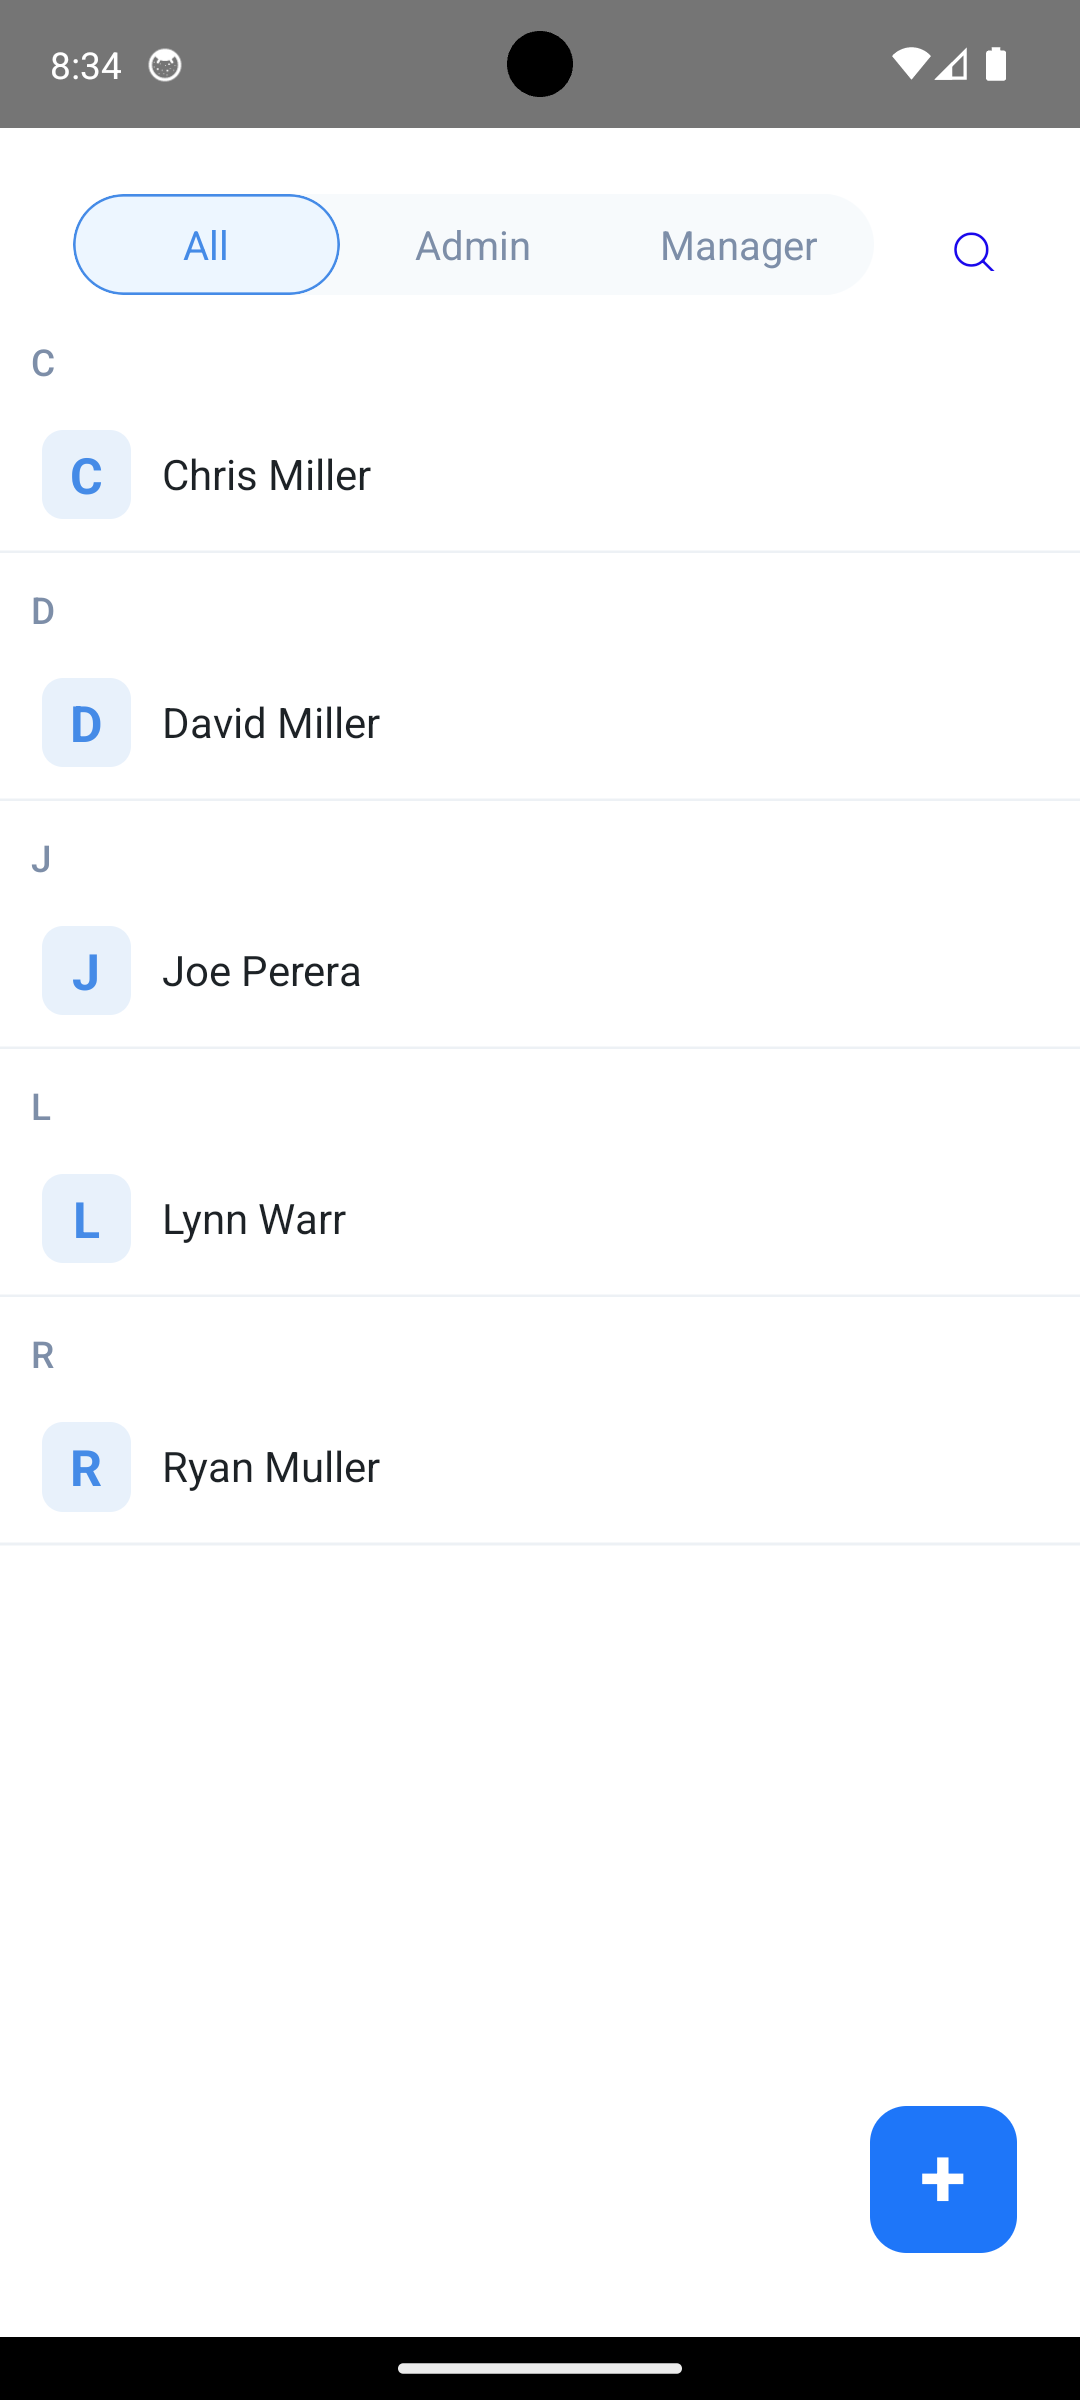 8:34
All Admin Manager
C
C Chris Miller
D
D David Miller
J
J Joe Perera
L
L Lynn Warr
R
R Ryan Muller
+